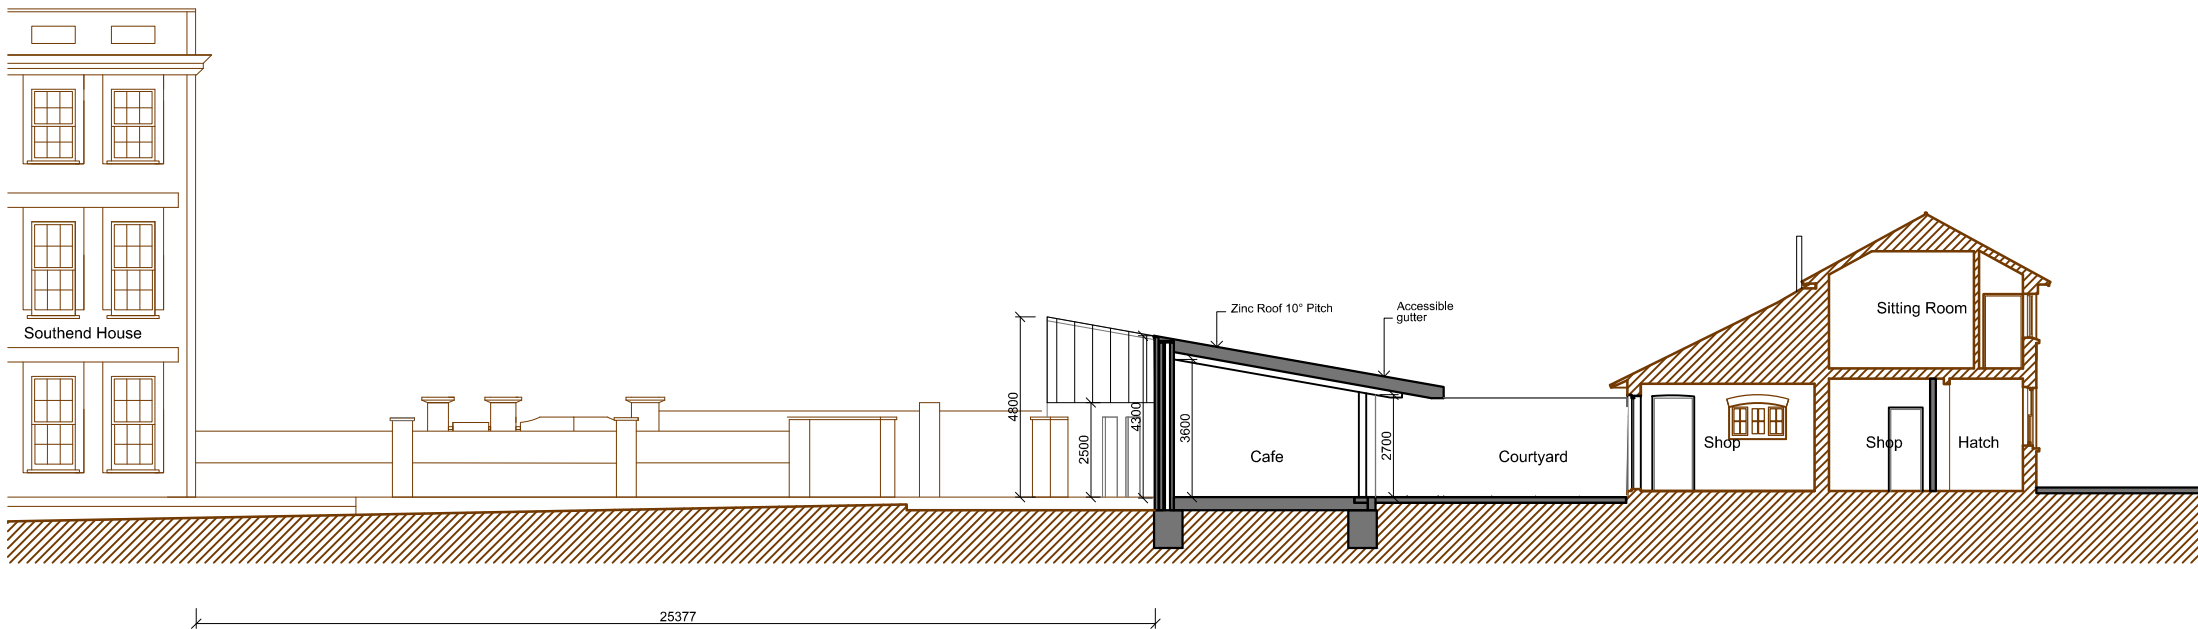 Southend House
4800
2500
4300
3600
Zinc Roof 10° Pitch
Accessible
gutter
2700
Cafe
Courtyard
Shop
Sitting Room
Shop
Hatch
25377